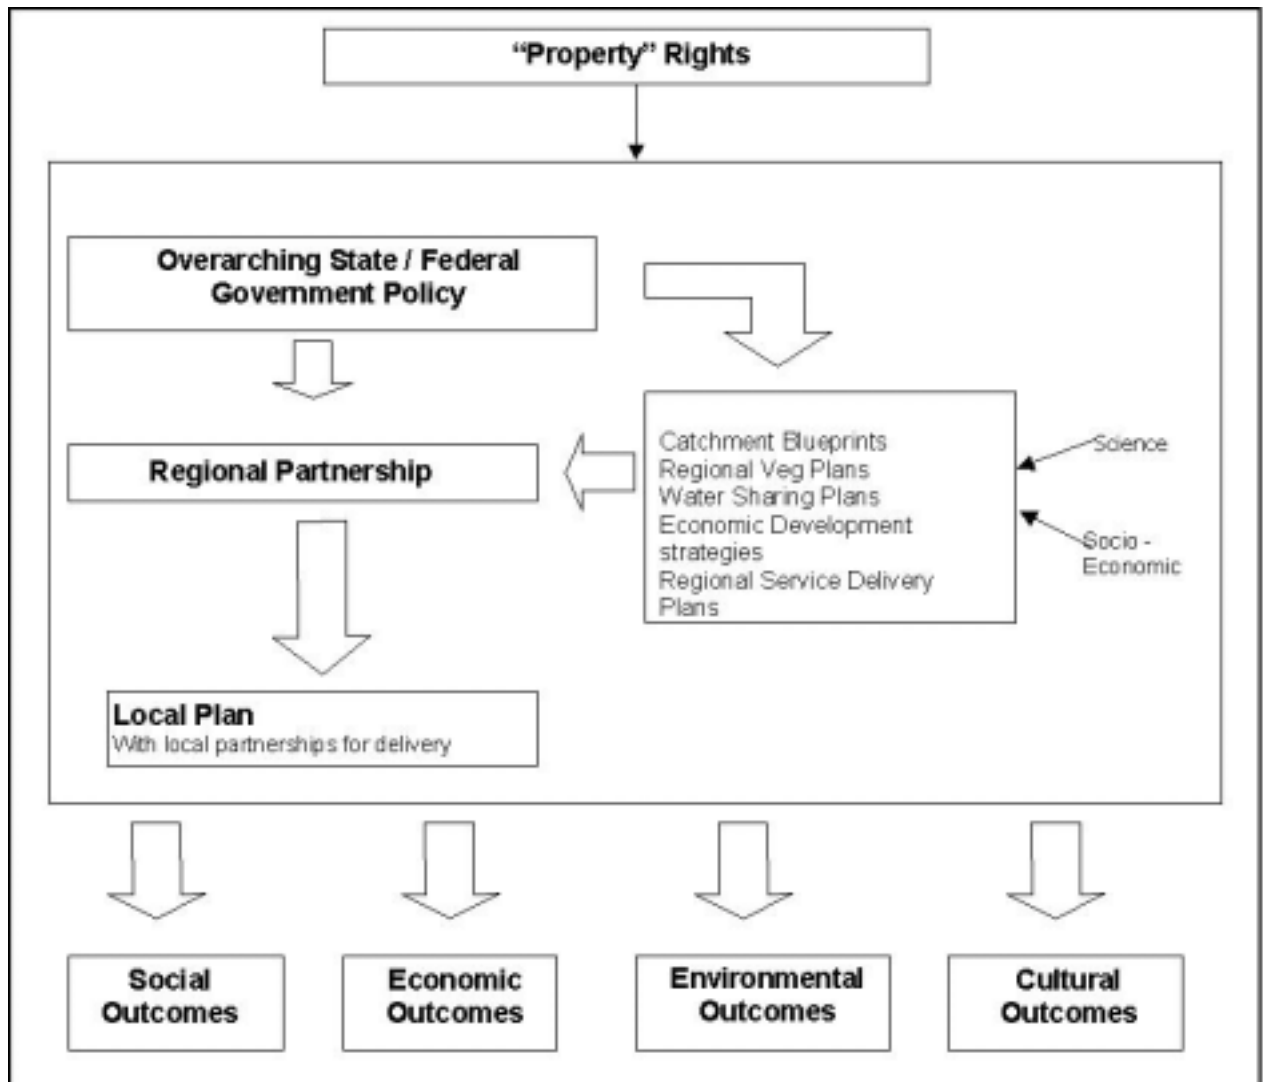 “Property” Rights
Overarching State / Federal
Government Policy
Regional Partnership
Catchment Blueprints
Regional Veg Plans
Water Sharing Plans
Economic Development
strategies
Regional Service Delivery
Plans
Science
Socio -
Economic
Local Plan
With local partnerships for delivery
Social
Outcomes
Economic
Outcomes
Environmental
Outcomes
Cultural
Outcomes